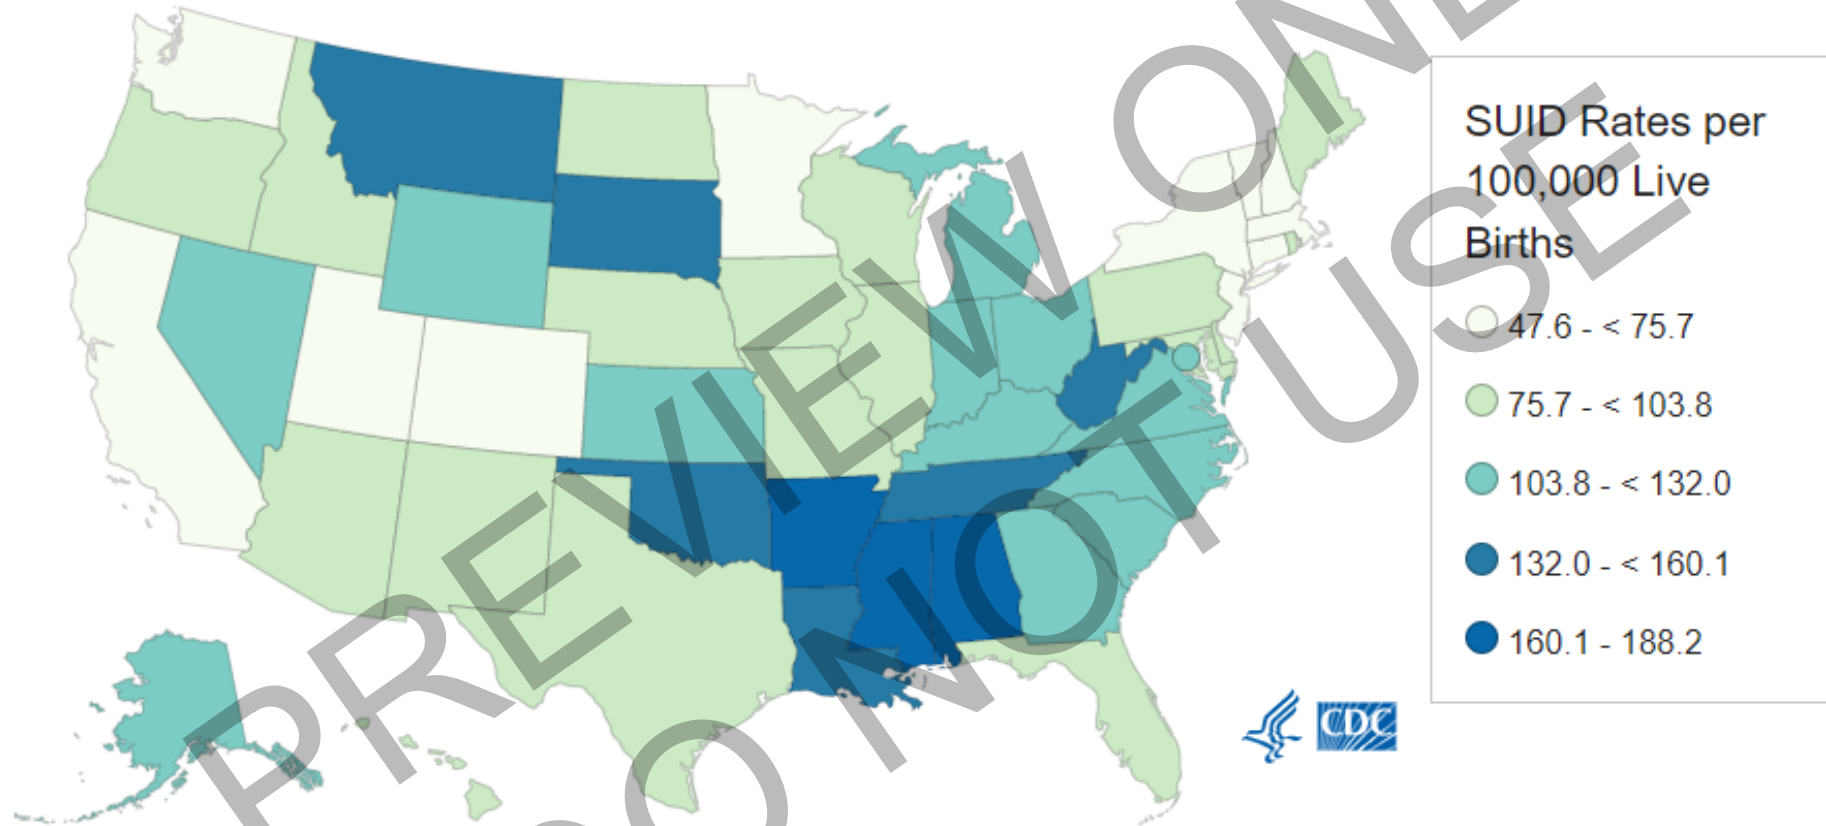 PREVIEW ONL
DO NOT USE
SUID Rates per
100,000 Live
Births
47.6 - < 75.7
75.7 - < 103.8
103.8 - < 132.0
132.0 - < 160.1
160.1 - 188.2
CDC